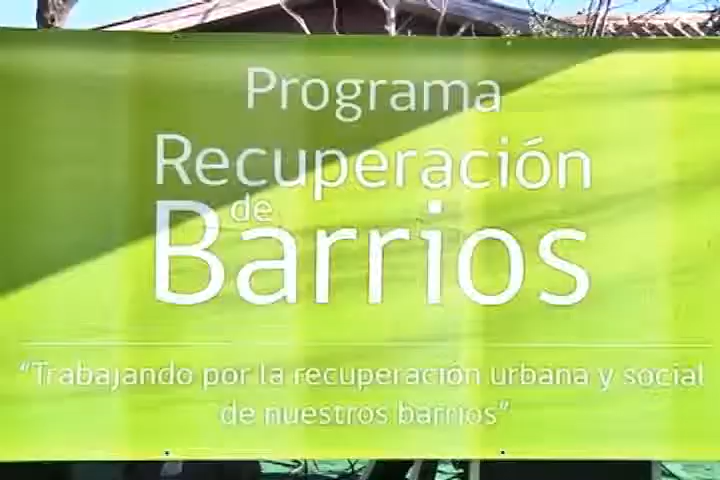 Programa
Recuperación
de
Barrios
“Trabajando por la recuperación urbana y social
de nuestros barrios”